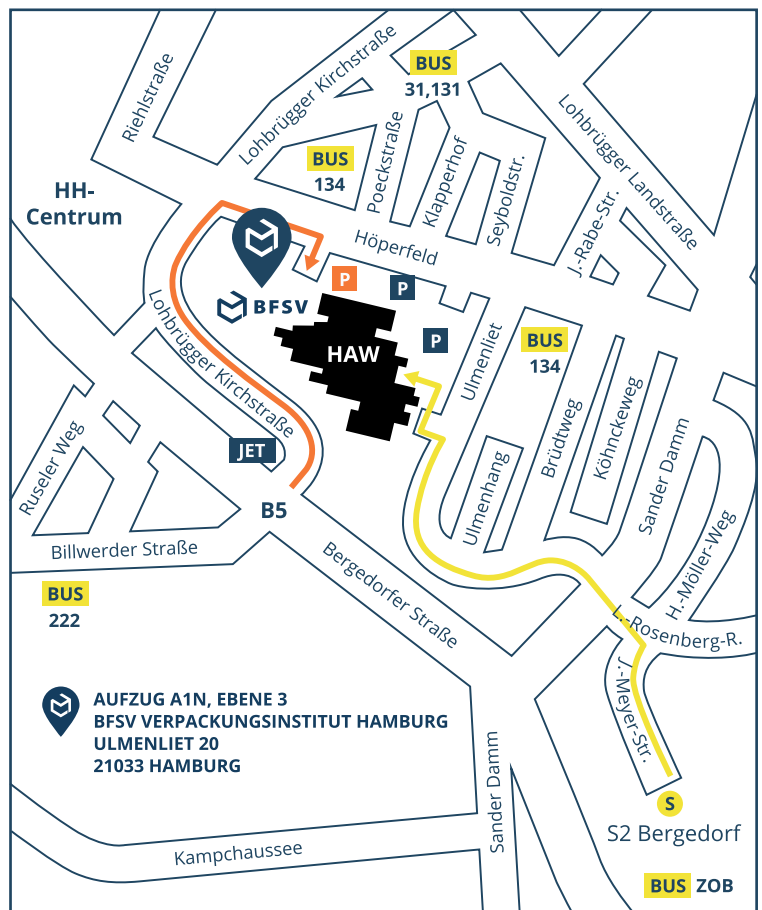 Riehlstraße
Lohbrügger Kirchstraße
BUS
31,131
Lohbrügger Landstraße
BUS
134
Poeckstraße
Klapperhof
Seyboldstr.
J.-Rabe-Str.
HH-
Centrum
Höperfeld
P
P
BFSV
P
HAW
Lohbrügger Kirchstraße
Ulmenliet
BUS
134
Brüdtweg
Köhnckeweg
Sander Damm
JET
Ruseler Weg
B5
Ulmenhang
H.-Möller-Weg
Billwerder Straße
Bergedorfer Straße
BUS
222
L.-Rosenberg-R.
J.-Meyer-Str.
AUFZUG A1N, EBENE 3
BFSV VERPACKUNGSINSTITUT HAMBURG
ULMENLIET 20
21033 HAMBURG
Sander Damm
S
S2 Bergedorf
Kampchaussee
BUS ZOB